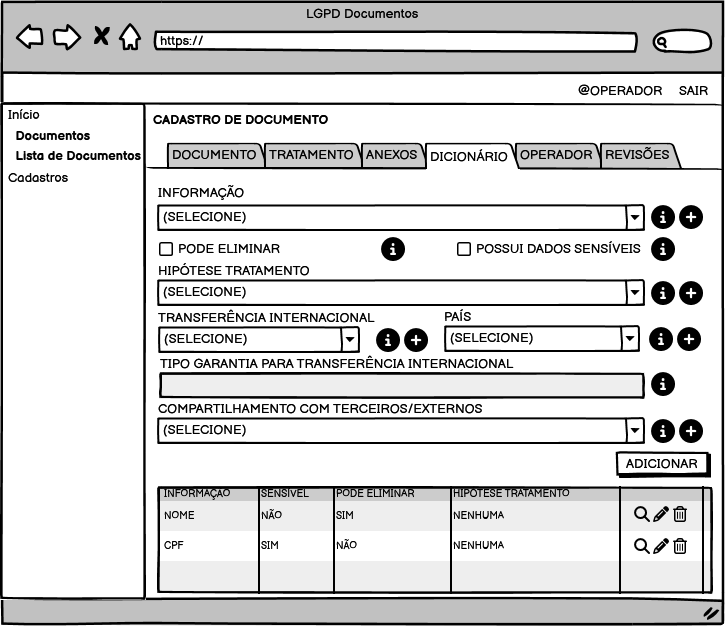 LGPD Documentos
https://
@OPERADOR SAIR
Início
Documentos
Lista de Documentos
Cadastros
CADASTRO DE DOCUMENTO
DOCUMENTO TRATAMENTO ANEXOS DICIONÁRIO OPERADOR REVISÕES
INFORMAÇÃO
(SELECIONE)
PODE ELIMINAR POSSUI DADOS SENSÍVEIS
HIPÓTESE TRATAMENTO
(SELECIONE)
TRANSFERÊNCIA INTERNACIONAL PAÍS
(SELECIONE) (SELECIONE)
TIPO GARANTIA PARA TRANSFERÊNCIA INTERNACIONAL
COMPARTILHAMENTO COM TERCEIROS/EXTERNOS
(SELECIONE)
ADICIONAR
INFORMAÇÃO SENSÍVEL PODE ELIMINAR HIPÓTESE TRATAMENTO
NOME NÃO SIM NENHUMA
CPF SIM NÃO NENHUMA